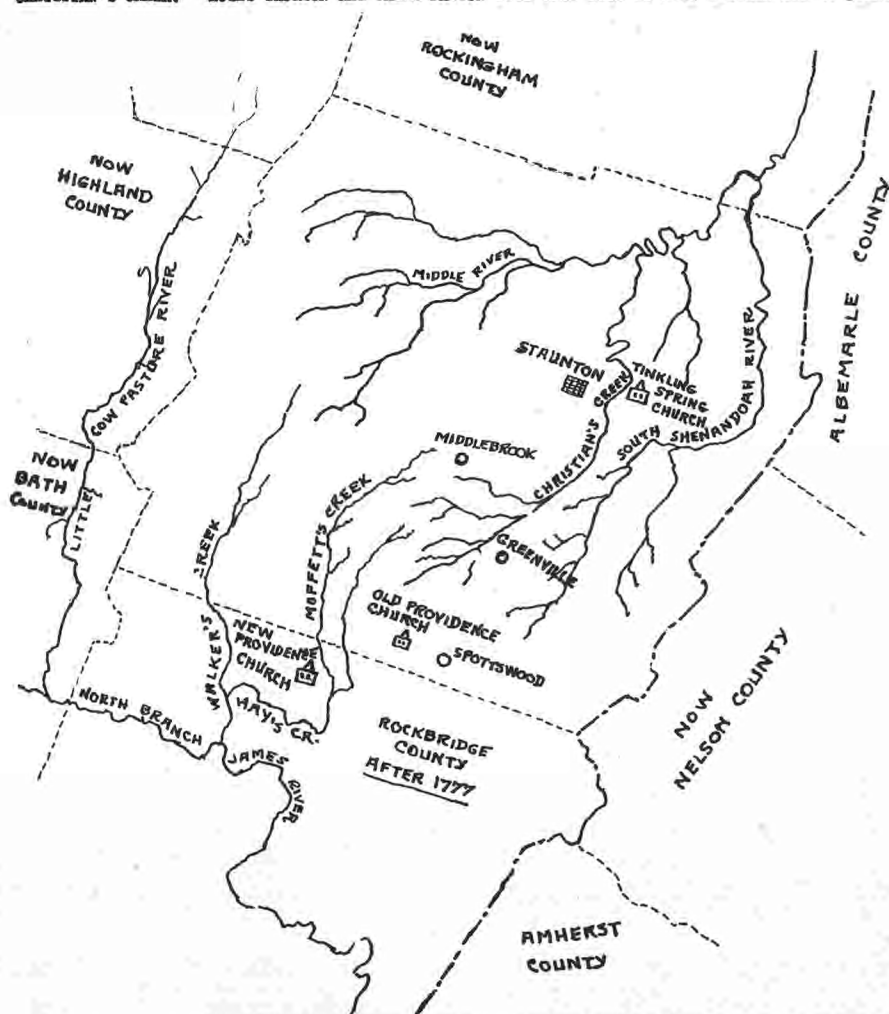 NOW
ROCKINGHAM
COUNTY
NOW
HIGHLAND
COUNTY
ALBEMARLE COUNTY
MIDDLE RIVER
COW PASTURE RIVER
LITTLE
STAUNTON
TINKLING
SPRING
CHURCH
CHRISTIAN'S CREEK
SOUTH SHENANDOAH RIVER
MIDDLEBROOK
NOW
BATH
COUNTY
MOFFETT'S CREEK
WALKER'S CREEK
GREENVILLE
OLD PROVIDENCE
CHURCH
SPOTTSWOOD
NEW
PROVIDENCE
CHURCH
HAY'S CR.
NORTH BRANCH
JAMES
RIVER
ROCKBRIDGE
COUNTY
AFTER 1777
NOW
NELSON COUNTY
AMHERST
COUNTY